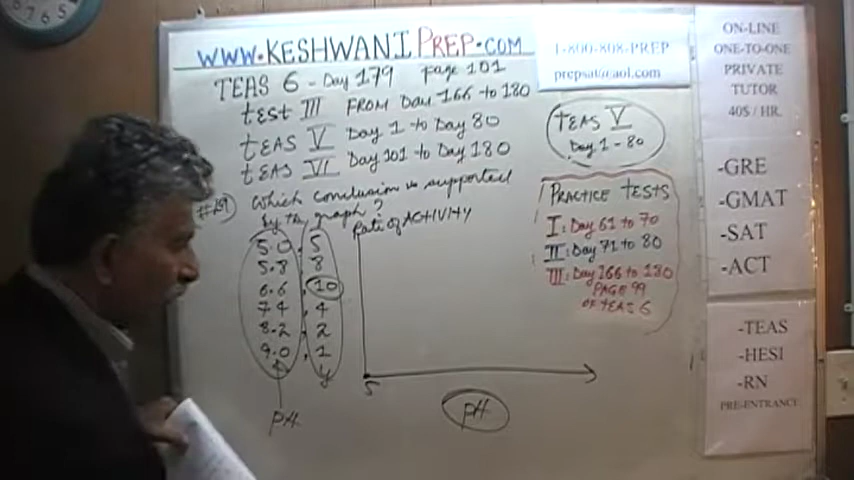 WWW.KESHWANIPREP.COM
1-800-808-PREP
prepsat@aol.com
TEAS 6 - Day 179 Page 101
test III FROM Day 166 to 180
tEAS V Day 1 to Day 80
tEAS VI Day 101 to Day 180
#29) Which conclusion is supported
by the graph?
Rate of ACTIVITY
5.0, 5
5.8, 8
6.6, 10
7.4, 4
8.2, 2
9.0, 1
y
PH
5
PH
tEAS V
Day 1-80
PRACTICE tESTS
I: Day 61 to 70
II: Day 71 to 80
III: Day 166 to 180
PAGE 99
OF tEAS 6
ON-LINE
ONE-TO-ONE
PRIVATE
TUTOR
40$ / HR.
-GRE
-GMAT
-SAT
-ACT
-TEAS
-HESI
-RN
PRE-ENTRANCE
7 6 5